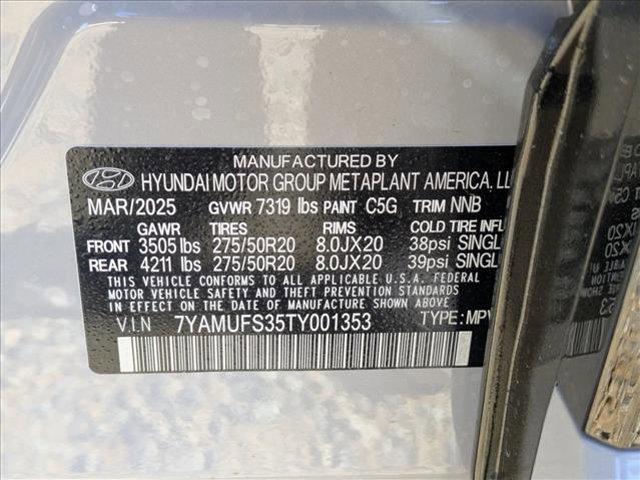 MANUFACTURED BY
HYUNDAI MOTOR GROUP METAPLANT AMERICA, LL
MAR/2025 GVWR 7319 lbs PAINT C5G TRIM NNB
GAWR TIRES RIMS COLD TIRE INFL
FRONT 3505 lbs 275/50R20 8.0JX20 38psi SINGL
REAR 4211 lbs 275/50R20 8.0JX20 39psi SINGL
THIS VEHICLE CONFORMS TO ALL APPLICABLE U.S.A. FEDERAL
MOTOR VEHICLE SAFETY, BUMPER, AND THEFT PREVENTION
STANDARDS IN EFFECT ON THE DATE OF MANUFACTURE SHOWN ABOVE.
V.I.N 7YAMUFS35TY001353 TYPE:MPV